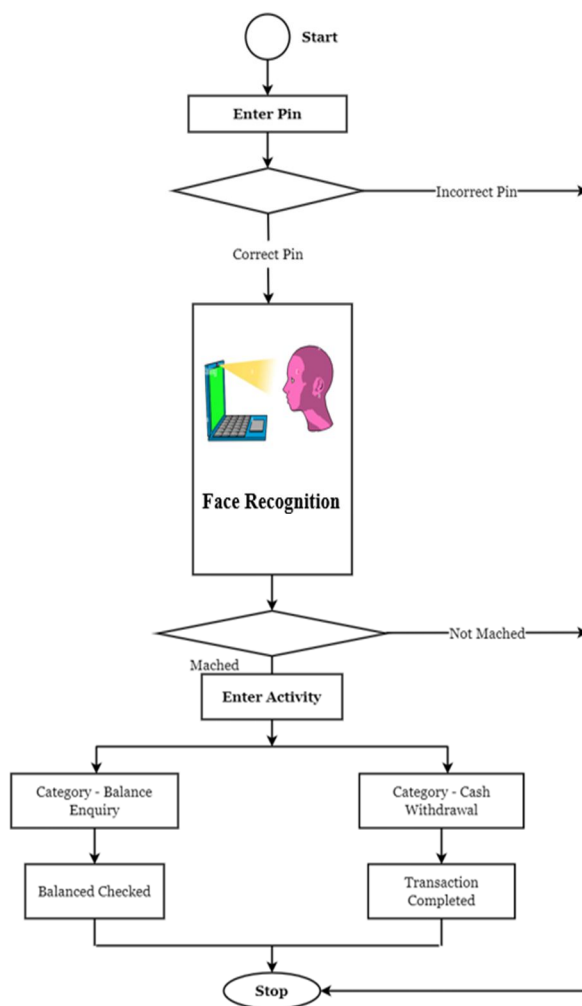 Start
Enter Pin
Incorrect Pin
Correct Pin
Face Recognition
Not Mached
Mached
Enter Activity
Category - Balance
Enquiry
Category - Cash
Withdrawal
Balanced Checked
Transaction
Completed
Stop